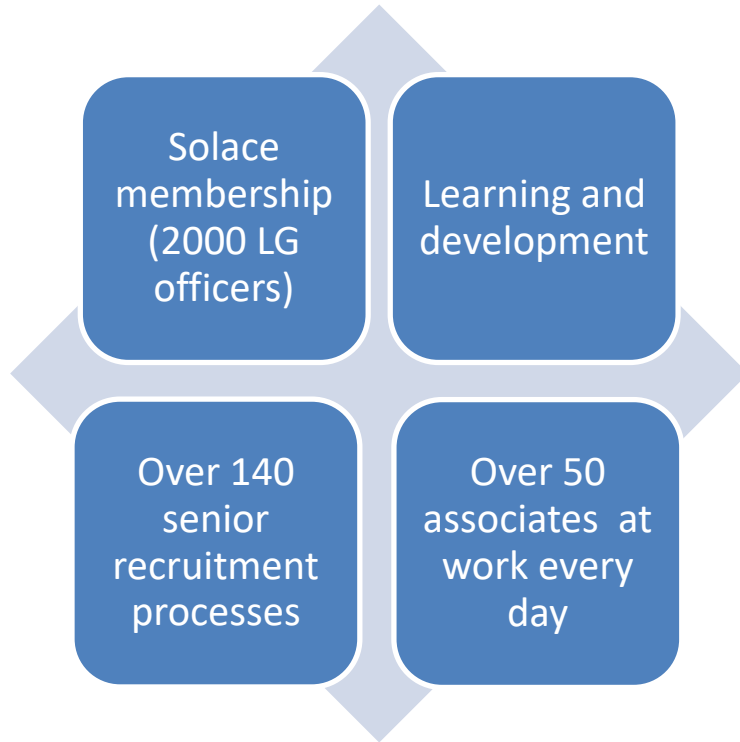 Solace
membership
(2000 LG
officers)
Learning and
development
Over 140
senior
recruitment
processes
Over 50
associates  at
work every
day